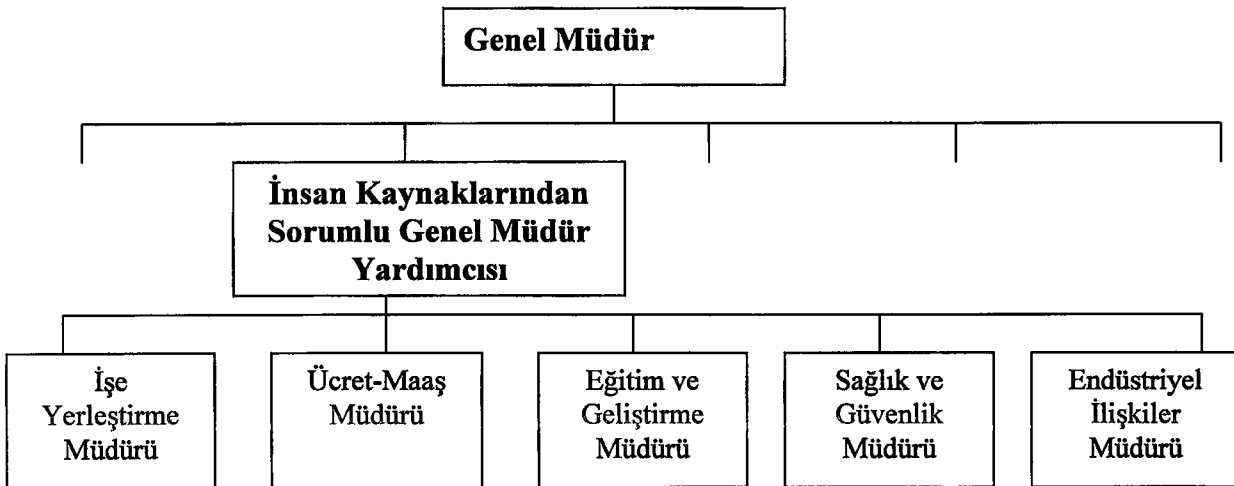 Genel Müdür
İnsan Kaynaklarından
Sorumlu Genel Müdür
Yardımcısı
İşe
Yerleştirme
Müdürü
Ücret-Maaş
Müdürü
Eğitim ve
Geliştirme
Müdürü
Sağlık ve
Güvenlik
Müdürü
Endüstriyel
İlişkiler
Müdürü